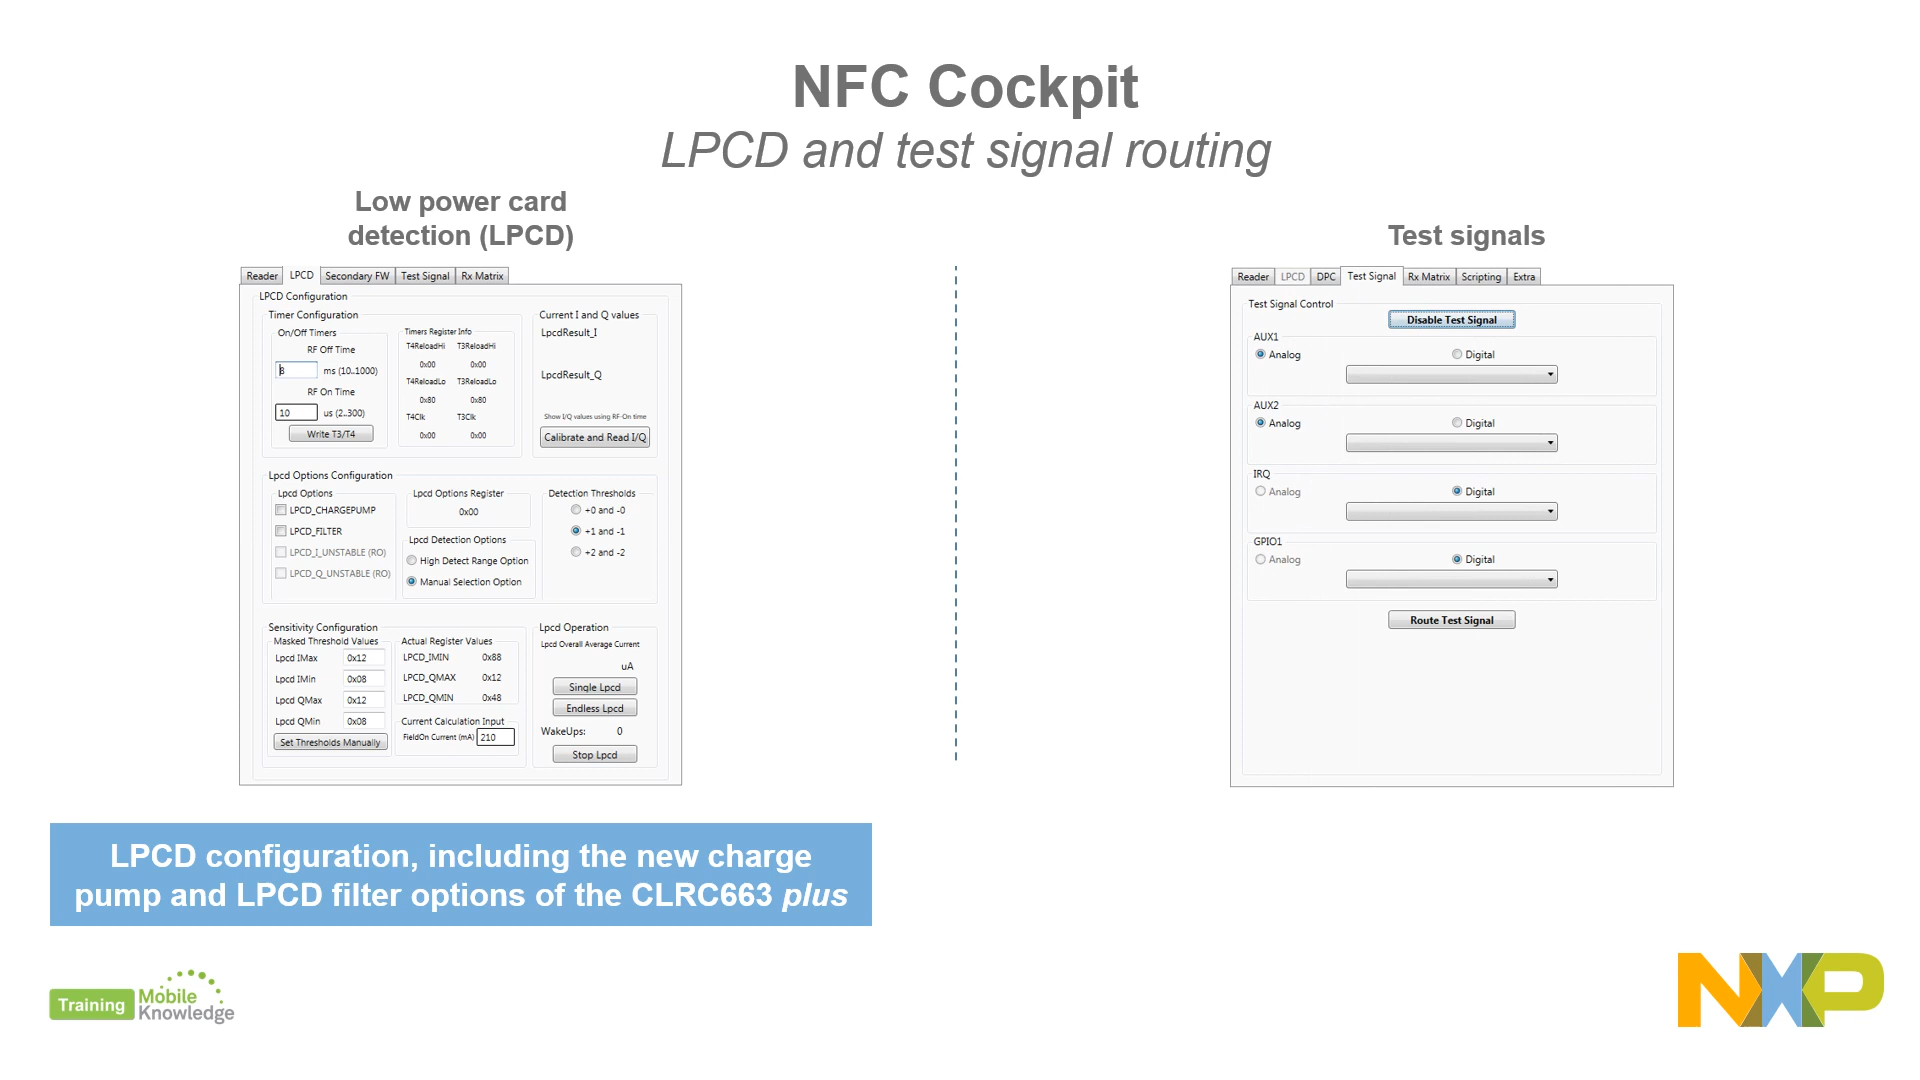 NFC Cockpit
LPCD and test signal routing
Low power card
detection (LPCD)
Reader LPCD Secondary FW Test Signal Rx Matrix
LPCD Configuration
Timer Configuration
On/Off Timers
RF Off Time
8 ms (10..1000)
RF On Time
10 us (2..300)
Write T3/T4
Timers Register Info
T4ReloadHi T3ReloadHi
0x00 0x00
T4ReloadLo T3ReloadLo
0x80 0x80
T4Clk T3Clk
0x00 0x00
Current I and Q values
LpcdResult_I
LpcdResult_Q
Show I/Q values using RF-On time
Calibrate and Read I/Q
Lpcd Options Configuration
Lpcd Options
LPCD_CHARGEPUMP
LPCD_FILTER
LPCD_I_UNSTABLE (RO)
LPCD_Q_UNSTABLE (RO)
Lpcd Options Register
0x00
Lpcd Detection Options
High Detect Range Option
Manual Selection Option
Detection Thresholds
+0 and -0
+1 and -1
+2 and -2
Sensitivity Configuration
Masked Threshold Values
Lpcd IMax 0x12
Lpcd IMin 0x08
Lpcd QMax 0x12
Lpcd QMin 0x08
Set Thresholds Manually
Actual Register Values
LPCD_IMIN 0x88
LPCD_QMAX 0x12
LPCD_QMIN 0x48
Current Calculation Input
FieldOn Current (mA) 210
Lpcd Operation
Lpcd Overall Average Current
uA
Single Lpcd
Endless Lpcd
WakeUps: 0
Stop Lpcd
LPCD configuration, including the new charge
pump and LPCD filter options of the CLRC663 plus
Test signals
Reader LPCD DPC Test Signal Rx Matrix Scripting Extra
Test Signal Control
Disable Test Signal
AUX1
Analog Digital
AUX2
Analog Digital
IRQ
Analog Digital
GPIO1
Analog Digital
Route Test Signal
Training Mobile
Knowledge
NXP